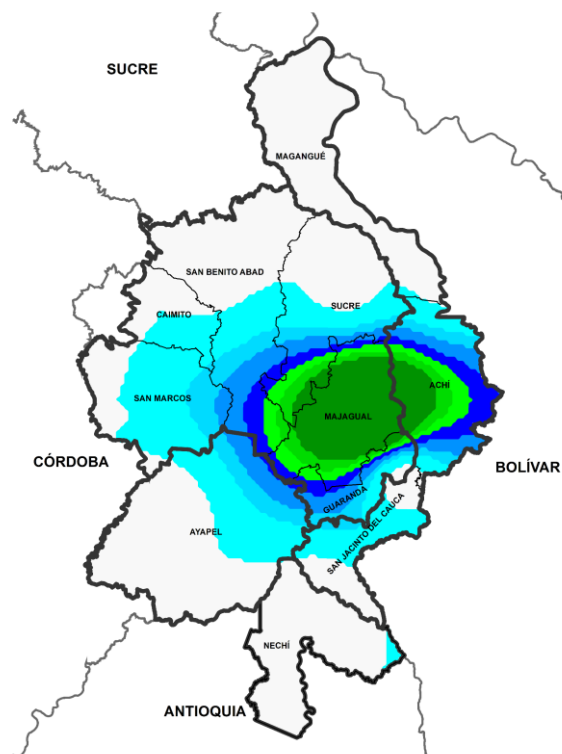 SUCRE
MAGANGUÉ
SAN BENITO ABAD
SUCRE
CAIMITO
ACHÍ
SAN MARCOS
MAJAGUAL
CÓRDOBA
BOLÍVAR
GUARANDA
SAN JACINTO DEL CAUCA
AYAPEL
NECHÍ
ANTIOQUIA